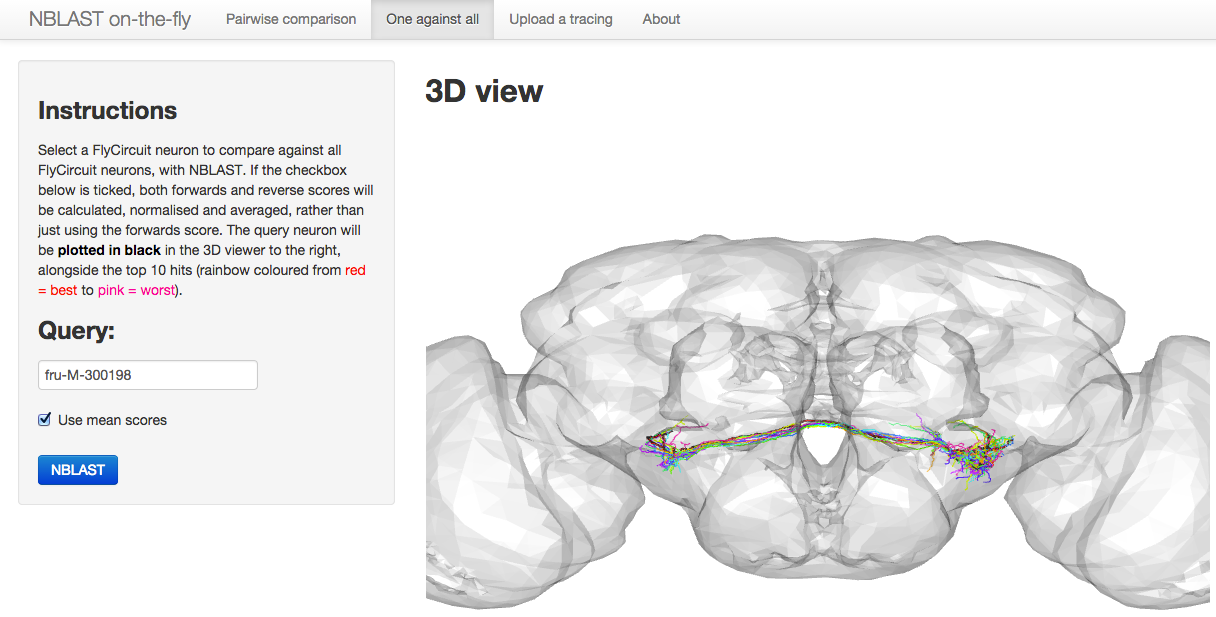 NBLAST on-the-fly Pairwise comparison One against all Upload a tracing About
Instructions
Select a FlyCircuit neuron to compare against all
FlyCircuit neurons, with NBLAST. If the checkbox
below is ticked, both forwards and reverse scores will
be calculated, normalised and averaged, rather than
just using the forwards score. The query neuron will
be plotted in black in the 3D viewer to the right,
alongside the top 10 hits (rainbow coloured from red
= best to pink = worst).
Query:
fru-M-300198
Use mean scores
NBLAST
3D view